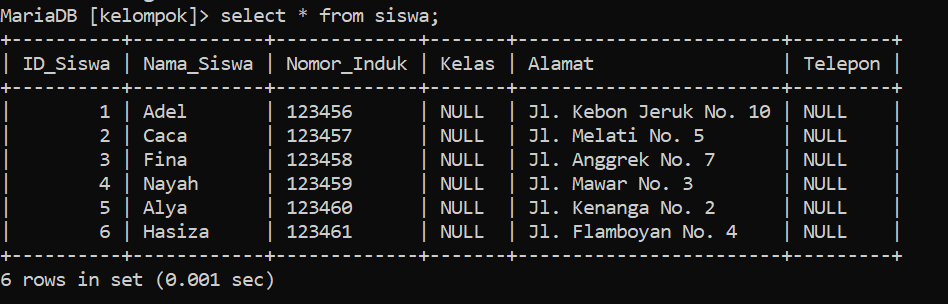 MariaDB [kelompok]> select * from siswa;
+----------+------------+-------------+-------+------------------------+---------+
| ID_Siswa | Nama_Siswa | Nomor_Induk | Kelas | Alamat                 | Telepon |
+----------+------------+-------------+-------+------------------------+---------+
|        1 | Adel       | 123456      | NULL  | Jl. Kebon Jeruk No. 10 | NULL    |
|        2 | Caca       | 123457      | NULL  | Jl. Melati No. 5       | NULL    |
|        3 | Fina       | 123458      | NULL  | Jl. Anggrek No. 7      | NULL    |
|        4 | Nayah      | 123459      | NULL  | Jl. Mawar No. 3        | NULL    |
|        5 | Alya       | 123460      | NULL  | Jl. Kenanga No. 2      | NULL    |
|        6 | Hasiza     | 123461      | NULL  | Jl. Flamboyan No. 4    | NULL    |
+----------+------------+-------------+-------+------------------------+---------+
6 rows in set (0.001 sec)